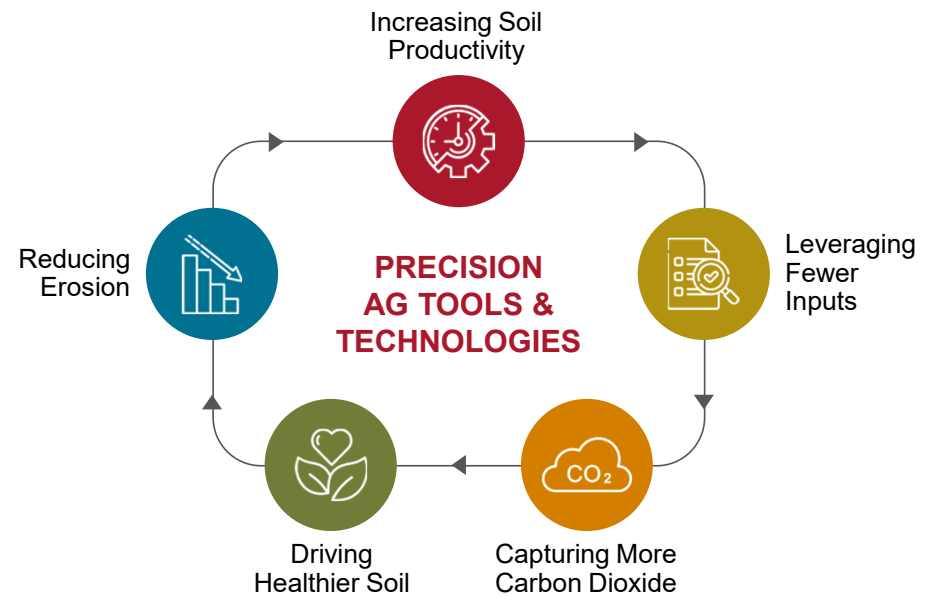 Increasing Soil
Productivity
Leveraging
Fewer
Inputs
Capturing More
Carbon Dioxide
CO₂
Driving
Healthier Soil
Reducing
Erosion
PRECISION
AG TOOLS &
TECHNOLOGIES